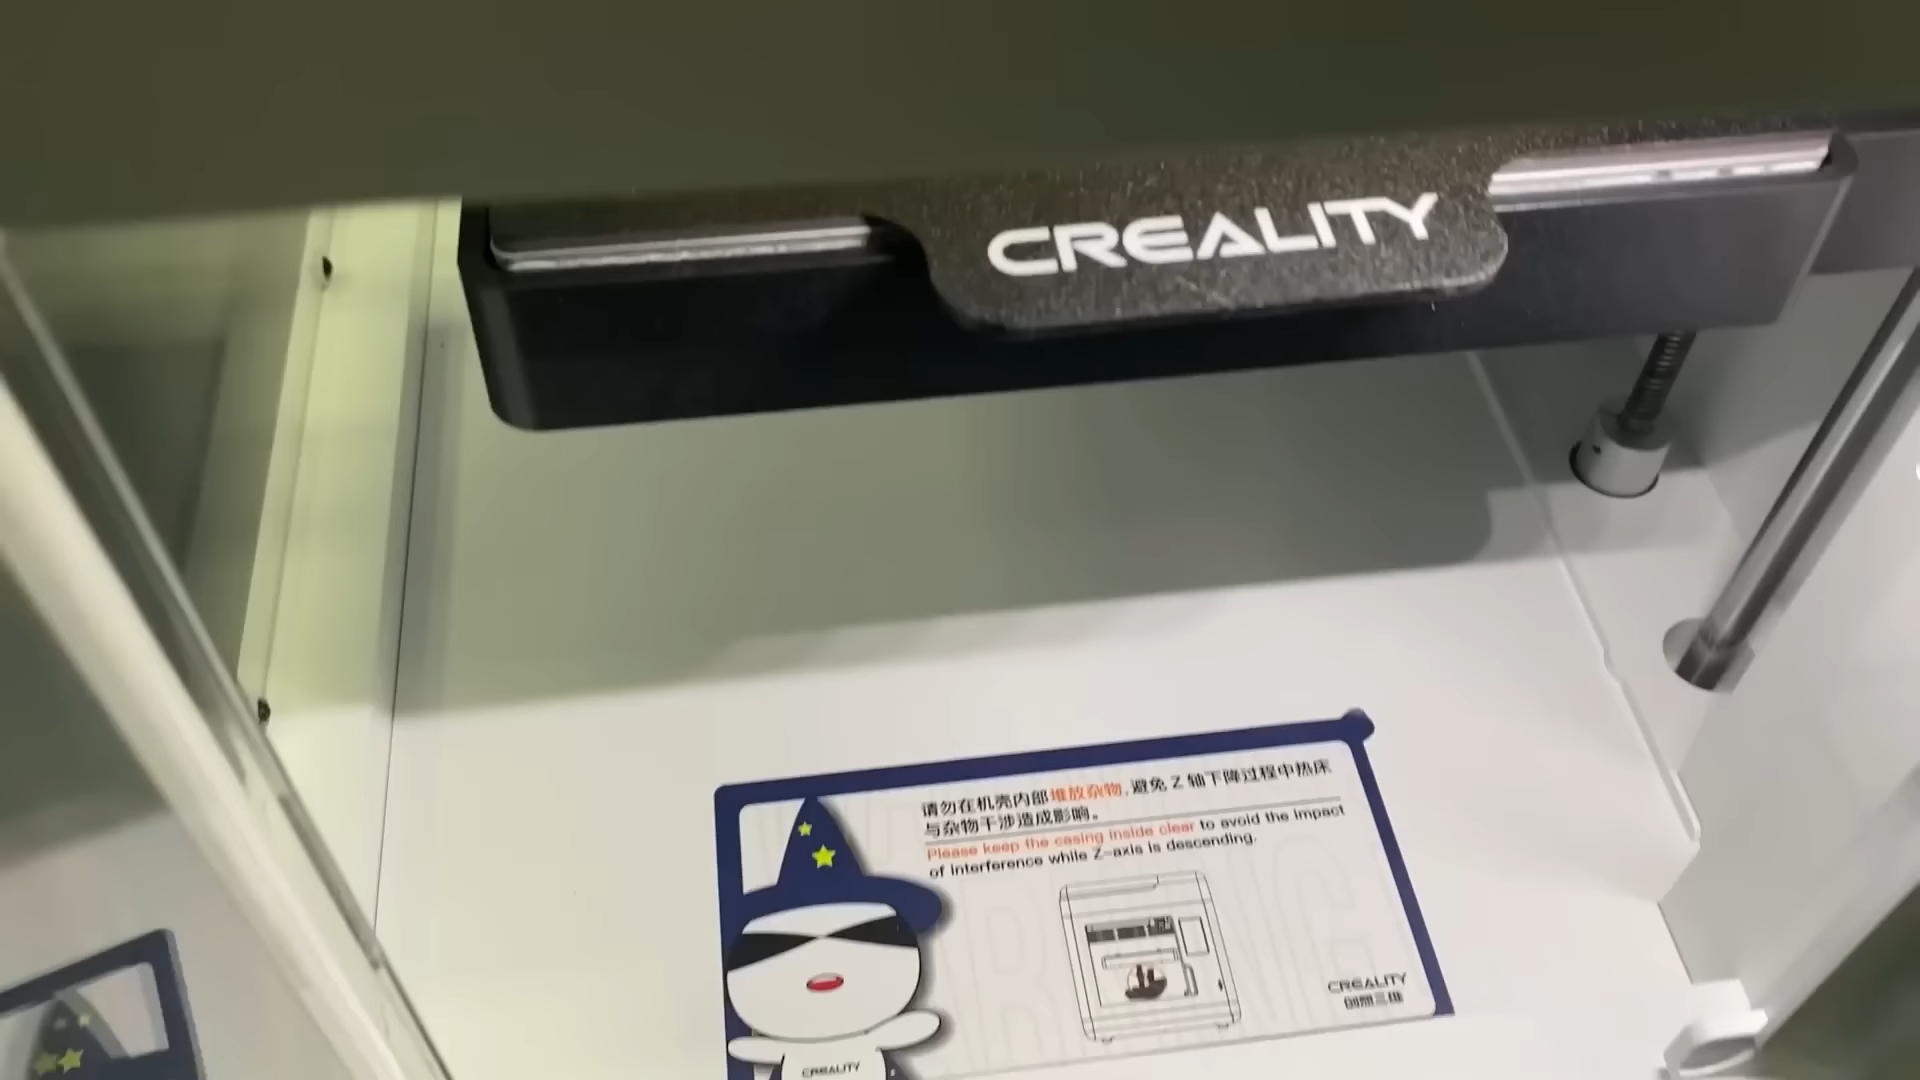 CREALITY
请勿在机壳内部堆放杂物,避免 Z 轴下降过程中热床
与杂物干涉造成影响。
Please keep the casing inside clear to avoid the impact
of interference while Z-axis is descending.
CREALITY
创想三维
CREALITY